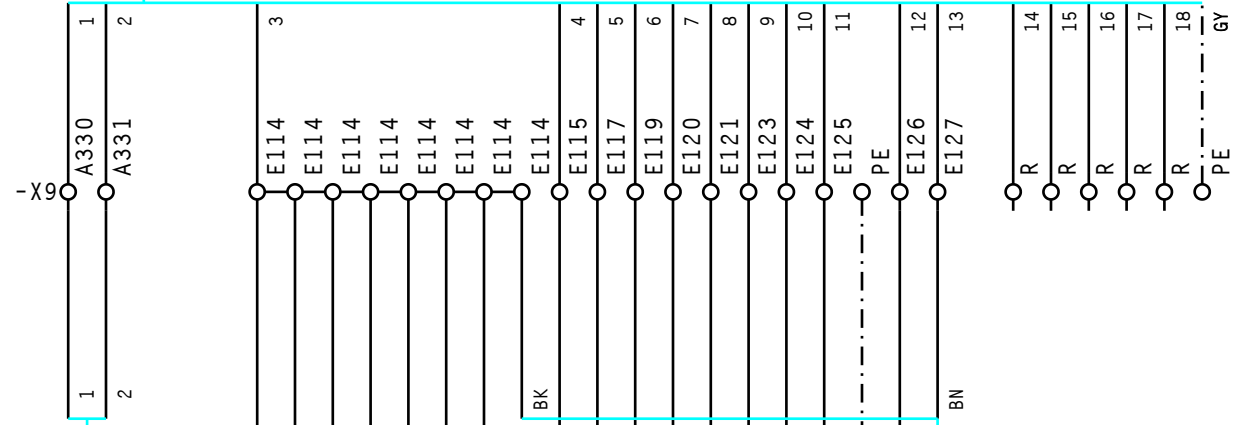 1 2 3 4 5 6 7 8 9 10 11 12 13 14 15 16 17 18 GY
A330 A331 E114 E114 E114 E114 E114 E114 E114 E114 E115 E117 E119 E120 E121 E123 E124 E125 PE E126 E127 R R R R R PE
-X9
1 2 BK BN